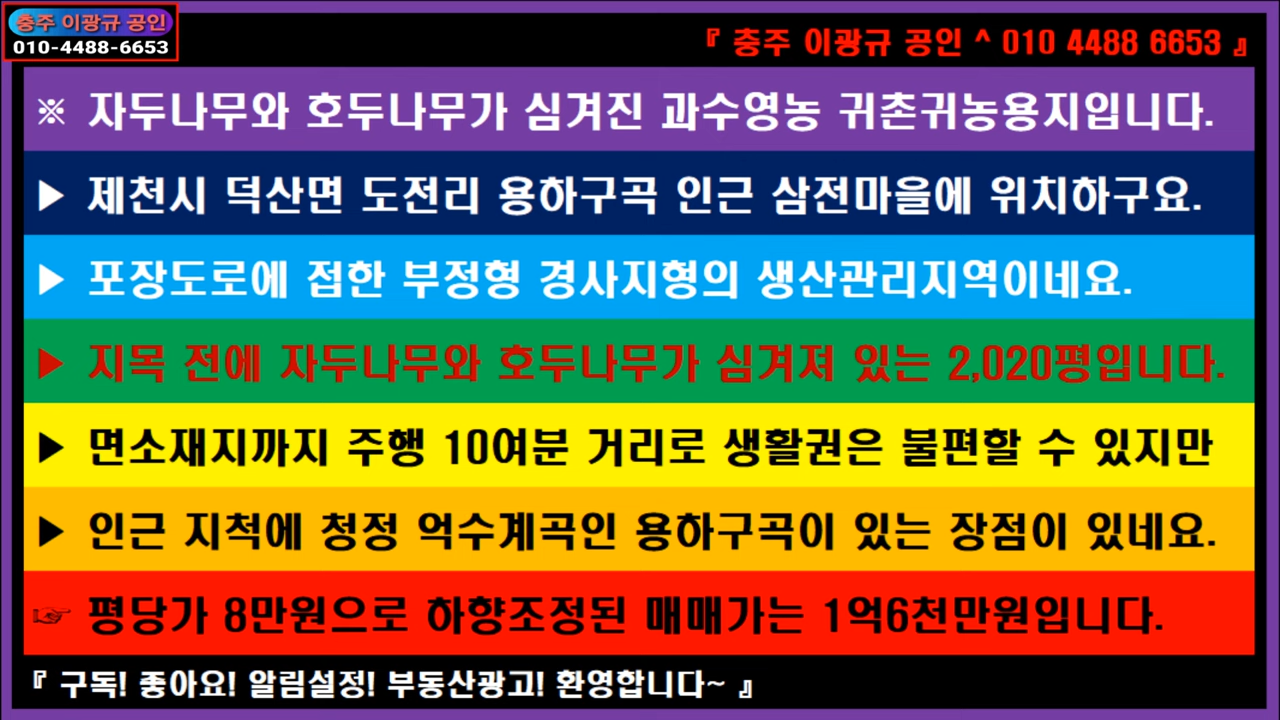 충주 이광규 공인
010-4488-6653
『 충주 이광규 공인 ^ 010 4488 6653 』
※ 자두나무와 호두나무가 심겨진 과수영농 귀촌귀농용지입니다.
▶ 제천시 덕산면 도전리 용하구곡 인근 삼전마을에 위치하구요.
▶ 포장도로에 접한 부정형 경사지형의 생산관리지역이네요.
▶ 지목 전에 자두나무와 호두나무가 심겨져 있는 2,020평입니다.
▶ 면소재지까지 주행 10여분 거리로 생활권은 불편할 수 있지만
▶ 인근 지척에 청정 억수계곡인 용하구곡이 있는 장점이 있네요.
☞ 평당가 8만원으로 하향조정된 매매가는 1억6천만원입니다.
『 구독! 좋아요! 알림설정! 부동산광고! 환영합니다~ 』